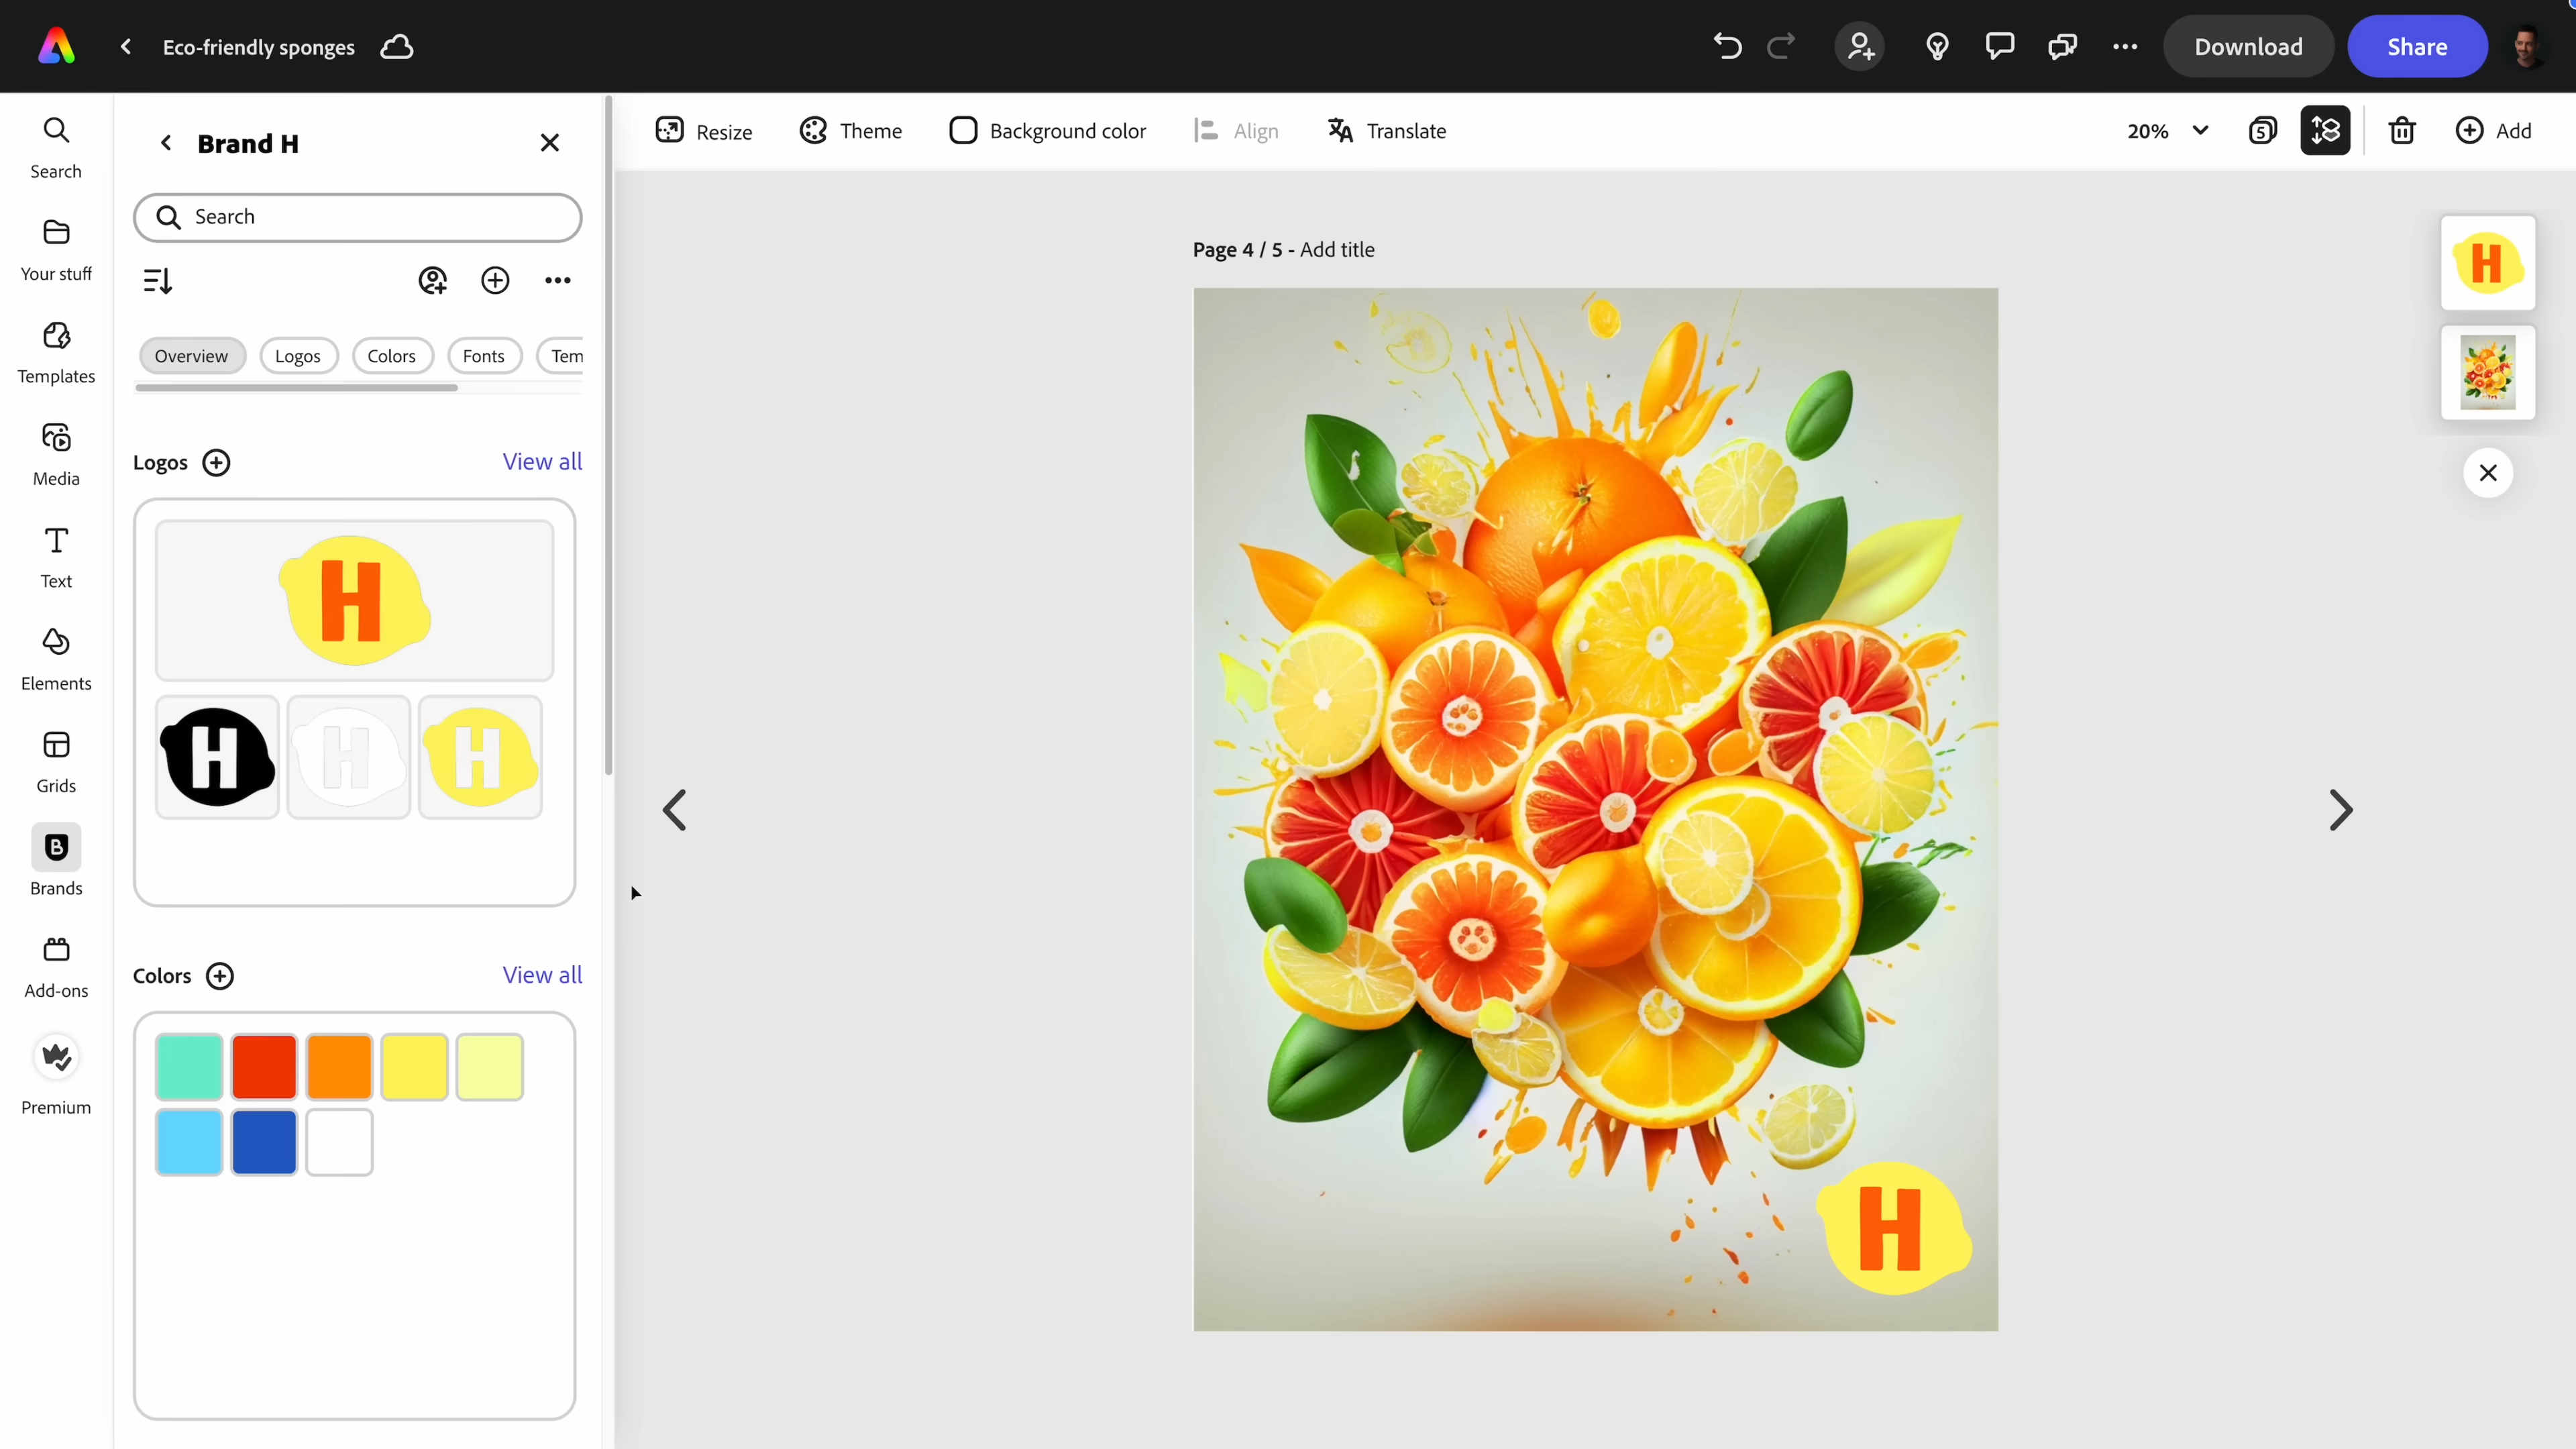 Eco-friendly sponges
Download
Share
Search
Your stuff
Templates
Media
Text
Elements
Grids
Brands
Add-ons
Premium
Brand H
Search
Overview
Logos
Colors
Fonts
Tem
Logos
View all
H
H
H
H
Colors
View all
Resize
Theme
Background color
Align
Translate
20%
5
Add
Page 4 / 5 - Add title
H
H